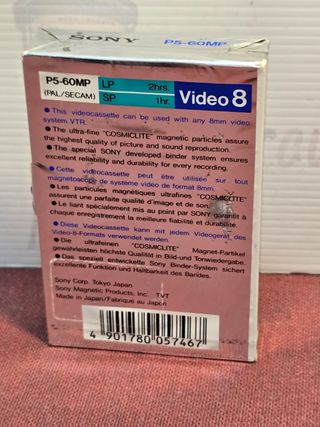 SONY P5-60MP
P5-60MP LP 2hrs.
(PAL/SECAM) SP 1hr. Video 8
● This videocassette can be used with any 8mm video
system VTR.
● The ultra-fine "COSMICLITE" magnetic particles assure
the highest quality of picture and sound reproduction.
● The special SONY developed binder system ensures
excellent reliability and durability for every recording.
● Cette videocassette peut être utilisée sur tout
magnétoscope de système vidéo de format 8mm.
● Les particules magnétiques ultrafines "COSMICLITE"
assurent une parfaite qualité d'image et de son.
● Le liant spécialement mis au point par SONY garantit à
chaque enregistrement la meilleure fiabilité et durabilité.
● Diese Videocassette kann mit jedem Videogerät des
Video-8-Formats verwendet werden.
● Die ultrafeinen "COSMICLITE" Magnet-Partikel
gewährleisten höchste Qualität in Bild-und Tonwiedergabe.
● Das speziell entwickelte Sony Binder-System sichert
excellente Funktion und Haltbarkeit des Bandes.
Sony Corp. Tokyo Japan
Sony Magnetic Products, Inc. TVT
Made in Japan/Fabriqué au Japon
4 901780 057467